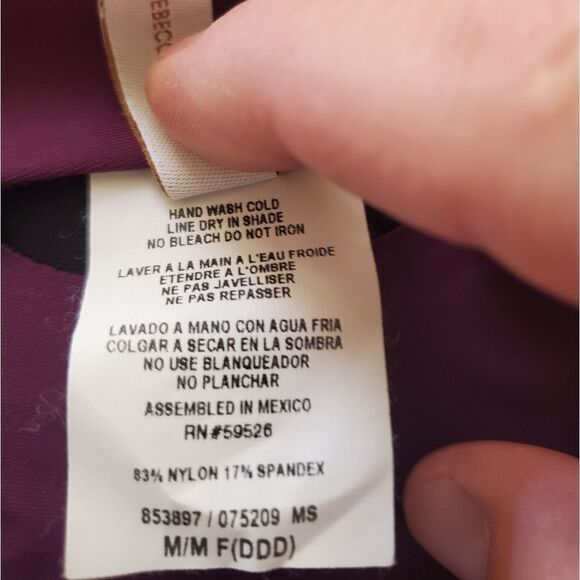 HAND WASH COLD
LINE DRY IN SHADE
NO BLEACH DO NOT IRON
LAVER A LA MAIN A L'EAU FROIDE
ETENDRE A L'OMBRE
NE PAS JAVELLISER
NE PAS REPASSER
LAVADO A MANO CON AGUA FRIA
COLGAR A SECAR EN LA SOMBRA
NO USE BLANQUEADOR
NO PLANCHAR
ASSEMBLED IN MEXICO
RN#59526
83% NYLON 17% SPANDEX
853897 / 075209 MS
M/M F(DDD)